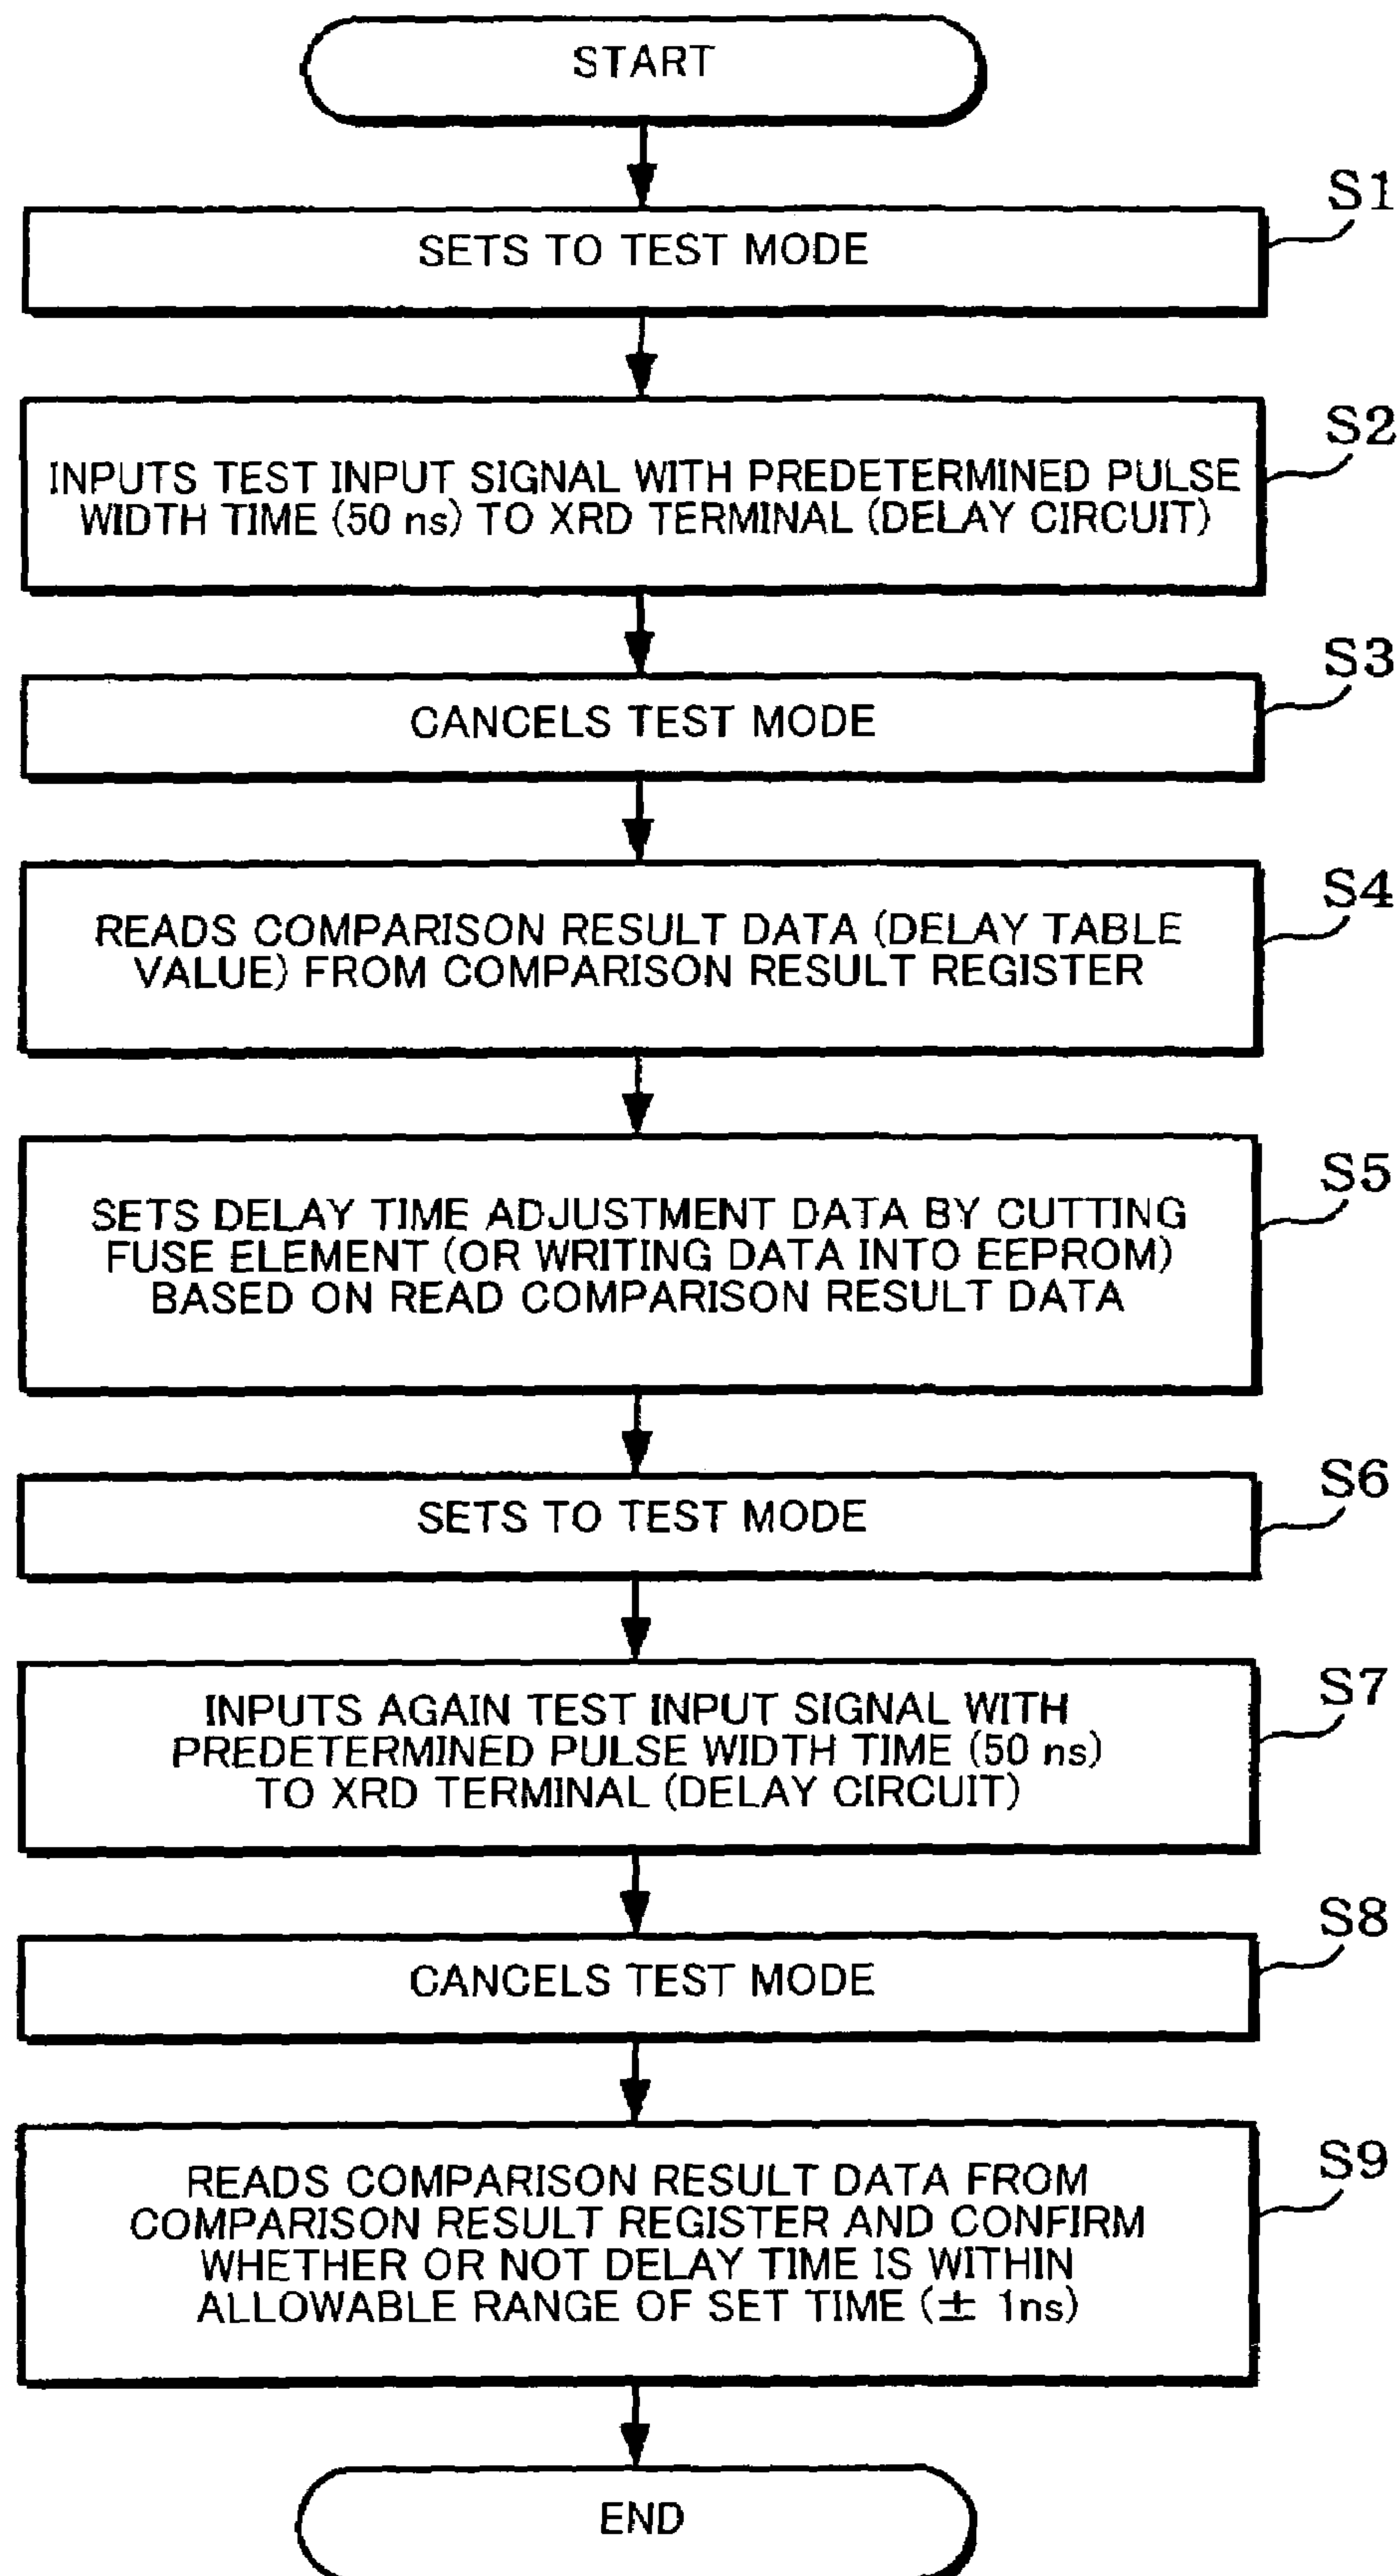 START
S1
SETS TO TEST MODE
S2
INPUTS TEST INPUT SIGNAL WITH PREDETERMINED PULSE
WIDTH TIME (50 ns) TO XRD TERMINAL (DELAY CIRCUIT)
S3
CANCELS TEST MODE
S4
READS COMPARISON RESULT DATA (DELAY TABLE
VALUE) FROM COMPARISON RESULT REGISTER
S5
SETS DELAY TIME ADJUSTMENT DATA BY CUTTING
FUSE ELEMENT (OR WRITING DATA INTO EEPROM)
BASED ON READ COMPARISON RESULT DATA
S6
SETS TO TEST MODE
S7
INPUTS AGAIN TEST INPUT SIGNAL WITH
PREDETERMINED PULSE WIDTH TIME (50 ns)
TO XRD TERMINAL (DELAY CIRCUIT)
S8
CANCELS TEST MODE
S9
READS COMPARISON RESULT DATA FROM
COMPARISON RESULT REGISTER AND CONFIRM
WHETHER OR NOT DELAY TIME IS WITHIN
ALLOWABLE RANGE OF SET TIME (± 1ns)
END